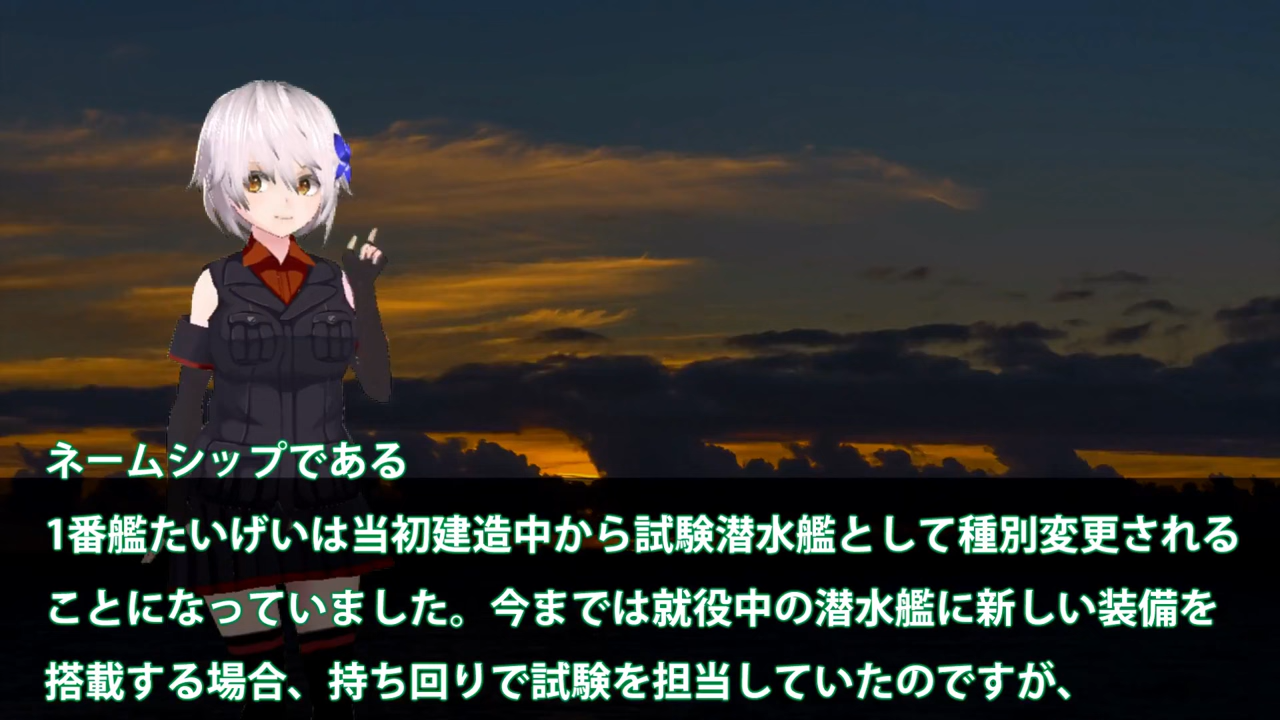 ネームシップである
1番艦たいげいは当初建造中から試験潜水艦として種別変更される
ことになっていました。今までは就役中の潜水艦に新しい装備を
搭載する場合、持ち回りで試験を担当していたのですが、